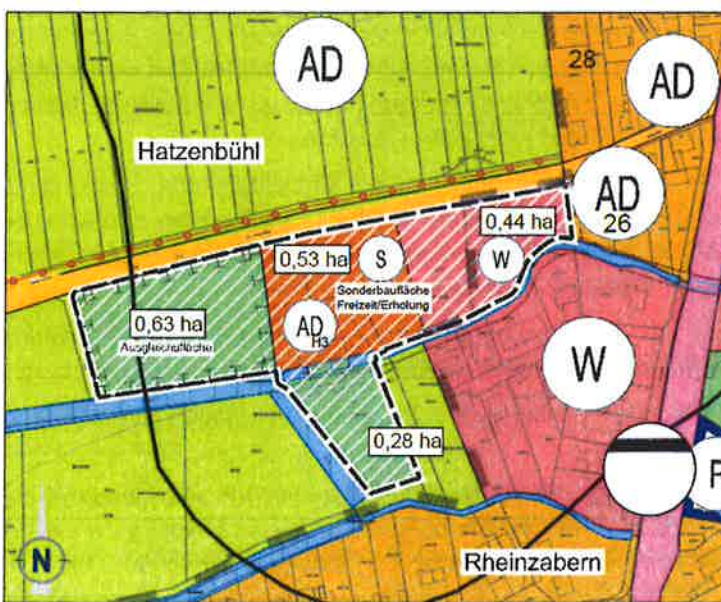 AD
28
AD
Hatzenbühl
AD
26
0,44 ha
0,53 ha
S
W
Sonderbaufläche
Freizeit/Erholung
0,63 ha
Ausgleichsfläche
AD
H3
W
0,28 ha
P
N
Rheinzabern